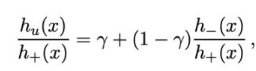 \frac{h_u(x)}{h_+(x)} = \gamma + (1 - \gamma)\frac{h_-(x)}{h_+(x)},